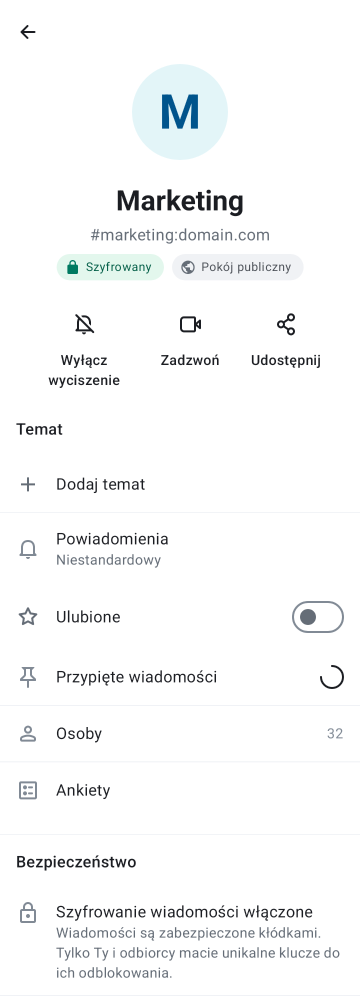 M
Marketing
#marketing:domain.com
Szyfrowany
Pokój publiczny
Wyłącz
wyciszenie
Zadzwoń
Udostępnij
Temat
Dodaj temat
Powiadomienia
Niestandardowy
Ulubione
Przypięte wiadomości
Osoby 32
Ankiety
Bezpieczeństwo
Szyfrowanie wiadomości włączone
Wiadomości są zabezpieczone kłódkami.
Tylko Ty i odbiorcy macie unikalne klucze do
ich odblokowania.